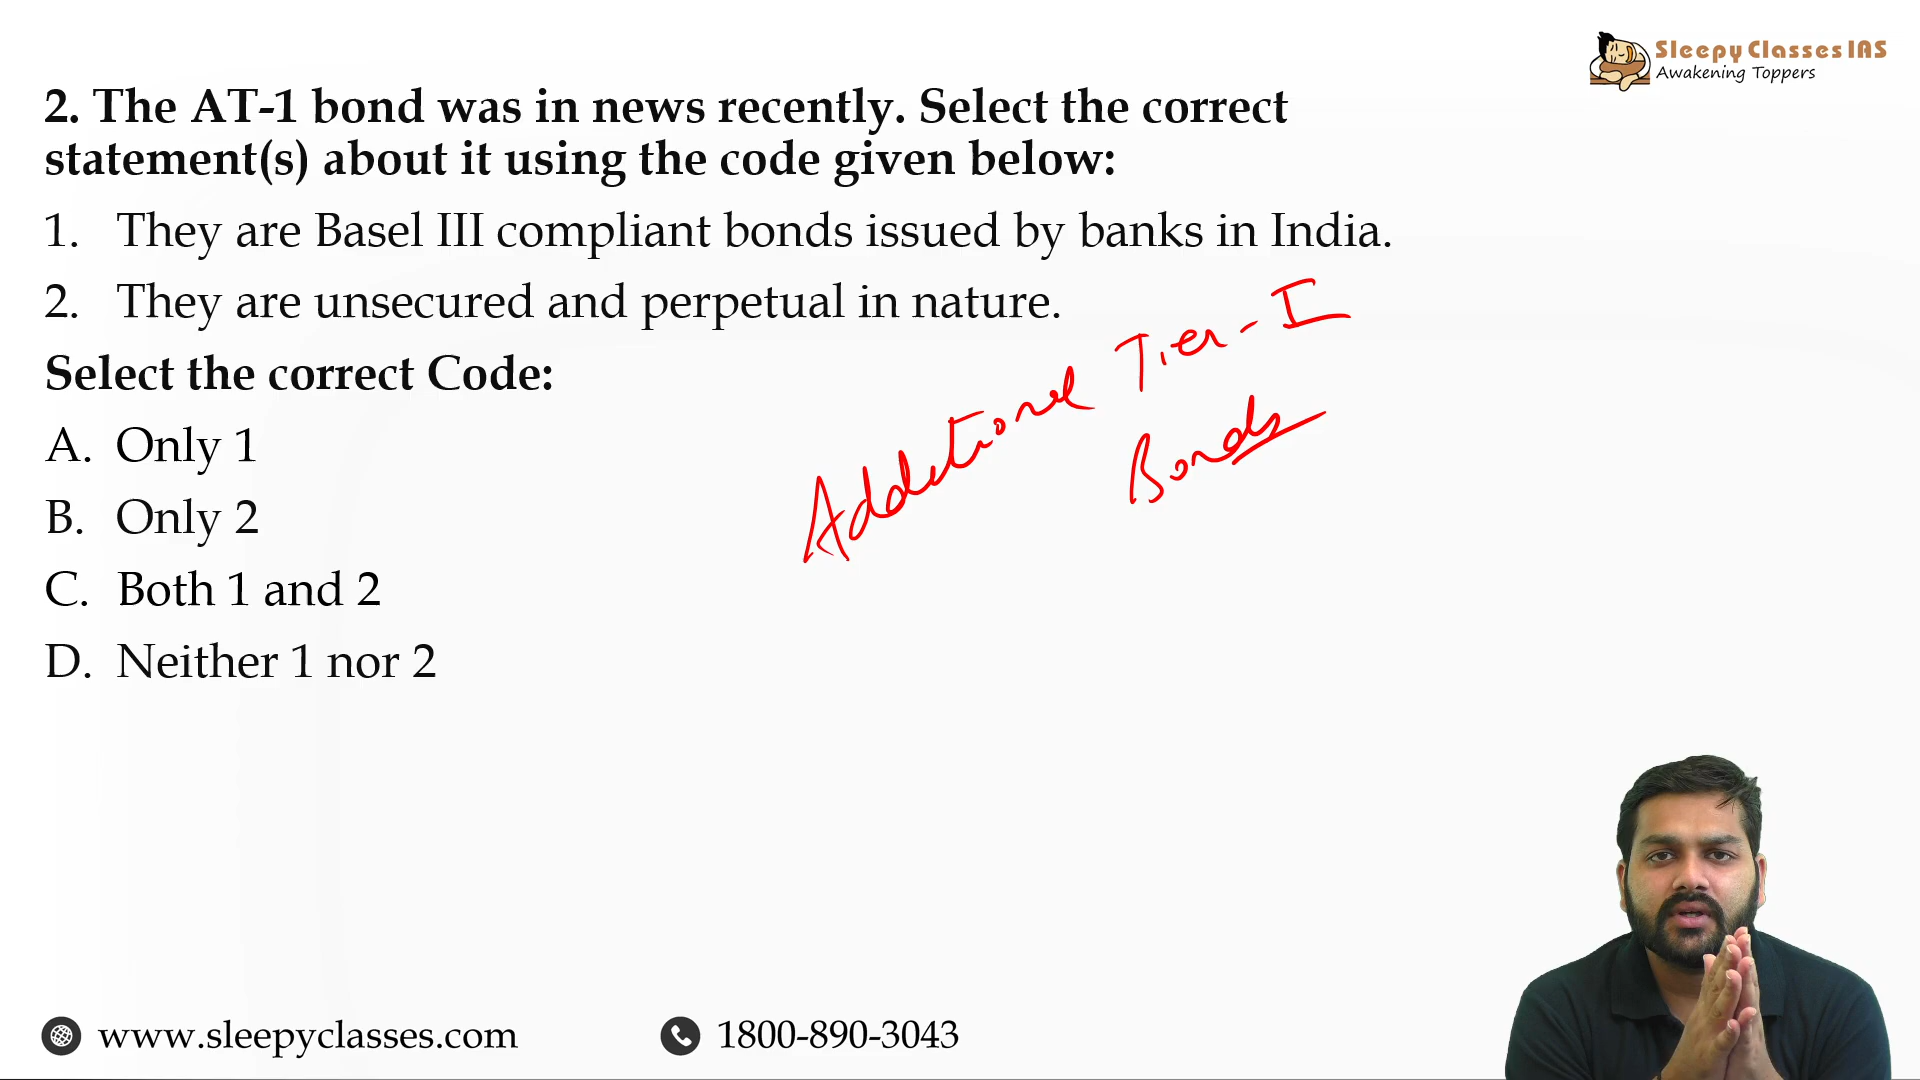 Sleepy Classes IAS
Awakening Toppers
2. The AT-1 bond was in news recently. Select the correct
statement(s) about it using the code given below:
1. They are Basel III compliant bonds issued by banks in India.
2. They are unsecured and perpetual in nature.
Select the correct Code:
A. Only 1
B. Only 2
C. Both 1 and 2
D. Neither 1 nor 2
Additional Tier-I
Bonds
www.sleepyclasses.com
1800-890-3043